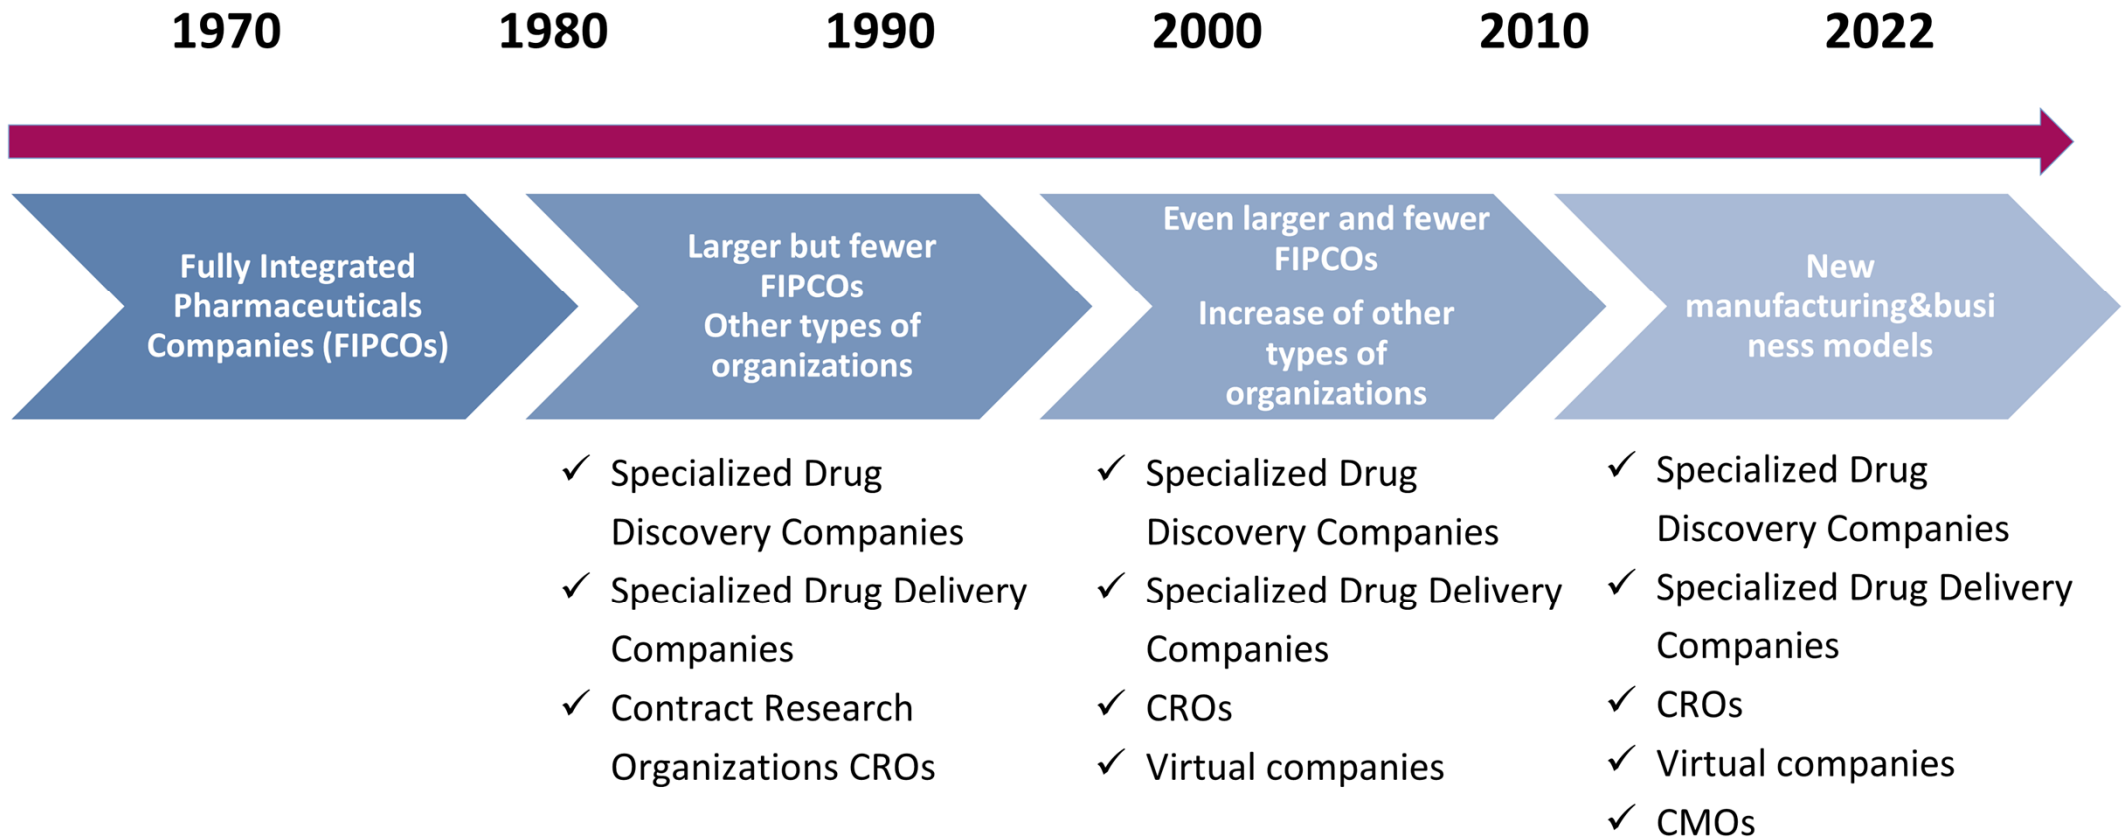 1970 1980 1990 2000 2010 2022
Fully Integrated
Pharmaceuticals
Companies (FIPCOs)
Larger but fewer
FIPCOs
Other types of
organizations
Even larger and fewer
FIPCOs
Increase of other
types of
organizations
New
manufacturing&busi
ness models
✓ Specialized Drug
Discovery Companies
✓ Specialized Drug Delivery
Companies
✓ Contract Research
Organizations CROs
✓ Specialized Drug
Discovery Companies
✓ Specialized Drug Delivery
Companies
✓ CROs
✓ Virtual companies
✓ Specialized Drug
Discovery Companies
✓ Specialized Drug Delivery
Companies
✓ CROs
✓ Virtual companies
✓ CMOs